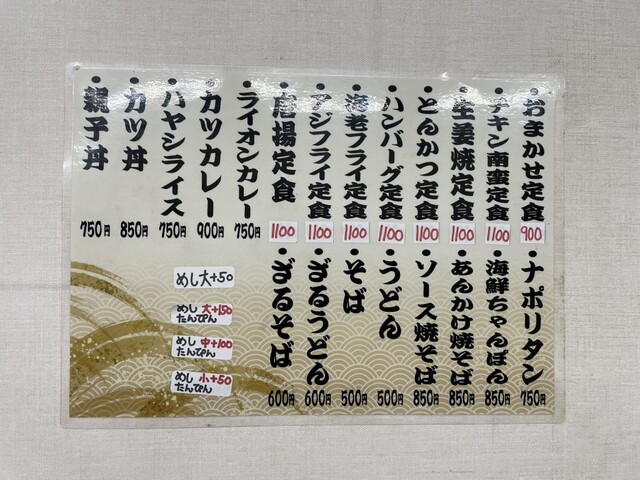 ・おまかせ定食 900
・チキン南蛮定食 1100
・生姜焼定食 1100
・とんかつ定食 1100
・ハンバーグ定食 1100
・海老フライ定食 1100
・アジフライ定食 1100
・唐揚定食 1100
・ライオンカレー 750円
・カツカレー 900円
・ハヤシライス 750円
・カツ丼 850円
・親子丼 750円
・ナポリタン 750円
・海鮮ちゃんぽん 850円
・あんかけ焼そば 850円
・ソース焼そば 850円
・うどん 500円
・そば 500円
・ざるうどん 600円
・ざるそば 600円
めし大+50
めし 大+150
たんぴん
めし 中+100
たんぴん
めし 小+50
たんぴん